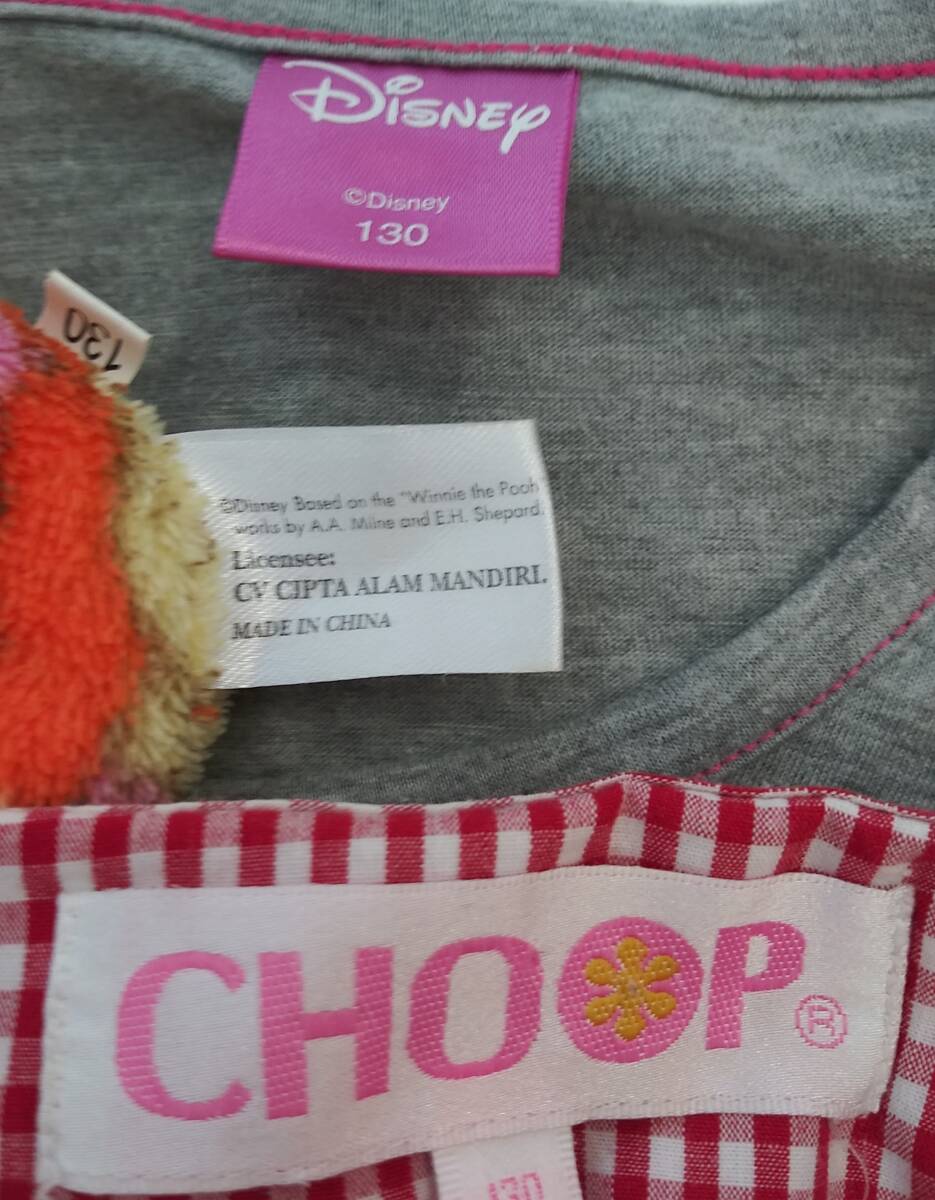 Disney
©Disney
130
130
©Disney Based on the "Winnie the Pooh
works by A.A. Milne and E.H. Shepard.
Licensee:
CV CIPTA ALAM MANDIRI.
MADE IN CHINA
CHOOP®
130